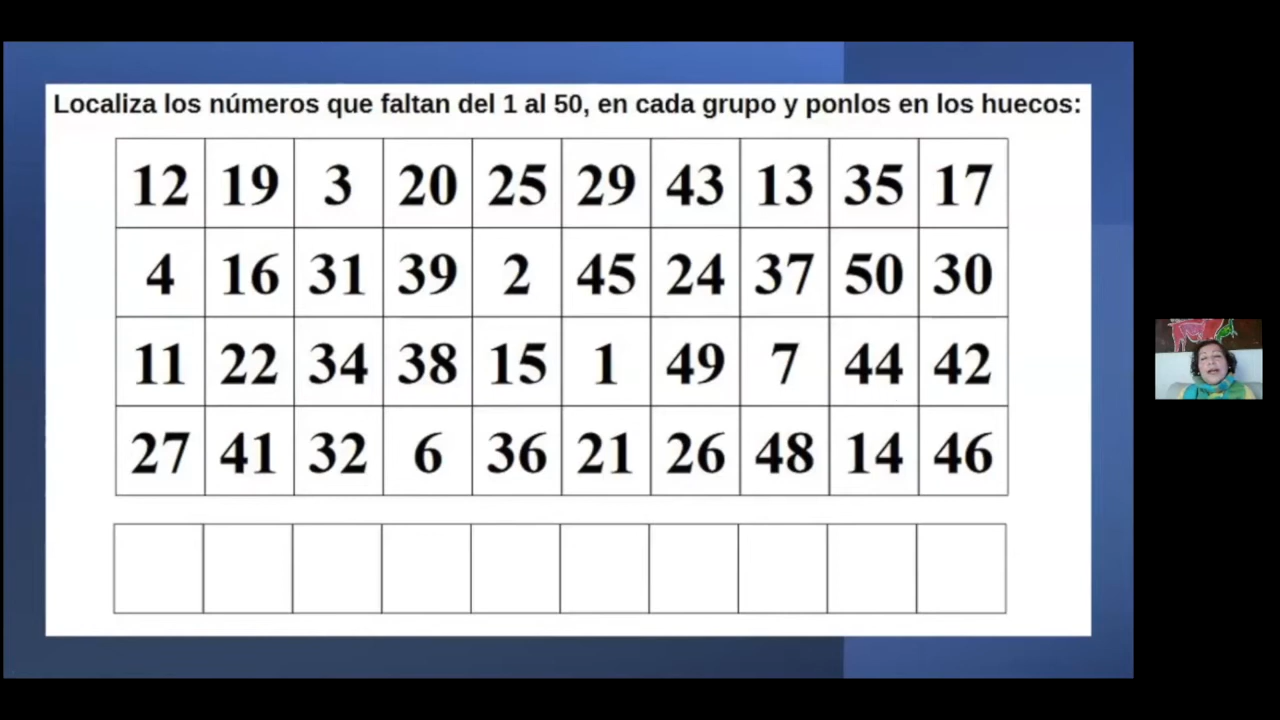 Localiza los números que faltan del 1 al 50, en cada grupo y ponlos en los huecos:
12 19 3 20 25 29 43 13 35 17
4 16 31 39 2 45 24 37 50 30
11 22 34 38 15 1 49 7 44 42
27 41 32 6 36 21 26 48 14 46